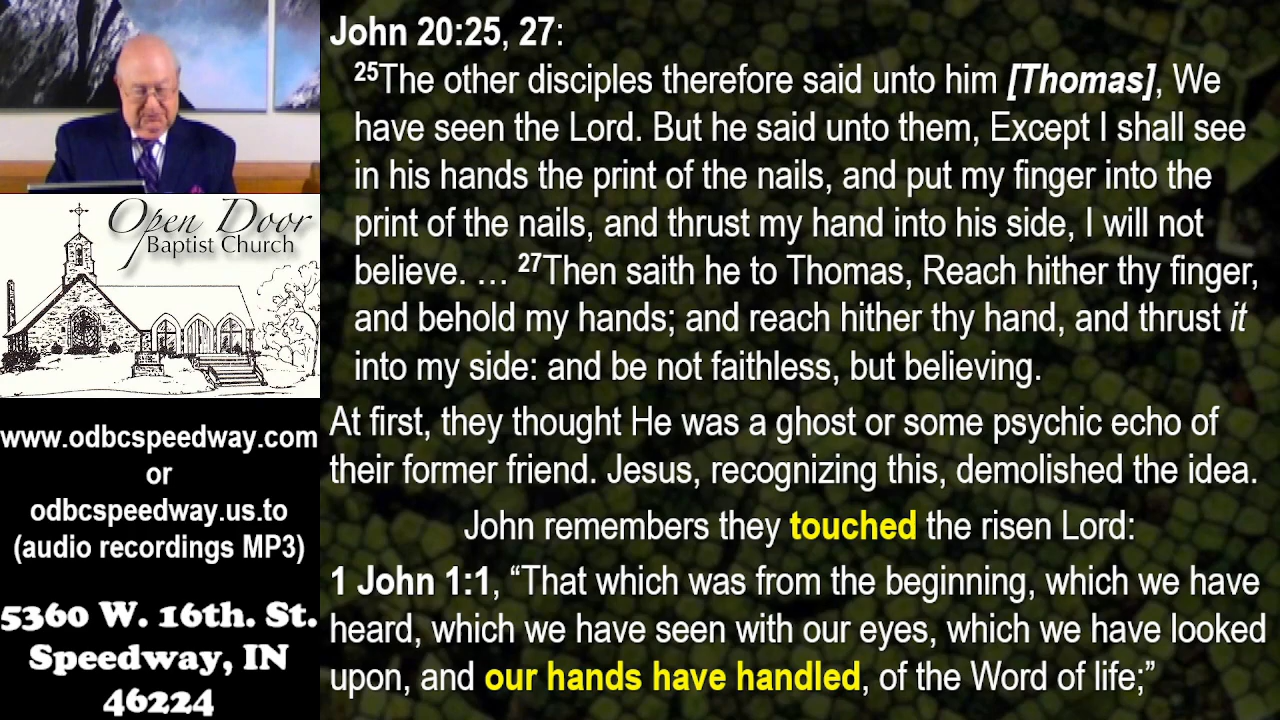 Open Door
Baptist Church
www.odbcspeedway.com
or
odbcspeedway.us.to
(audio recordings MP3)
5360 W. 16th. St.
Speedway, IN
46224
John 20:25, 27:
25The other disciples therefore said unto him [Thomas], We
have seen the Lord. But he said unto them, Except I shall see
in his hands the print of the nails, and put my finger into the
print of the nails, and thrust my hand into his side, I will not
believe. … 27Then saith he to Thomas, Reach hither thy finger,
and behold my hands; and reach hither thy hand, and thrust it
into my side: and be not faithless, but believing.
At first, they thought He was a ghost or some psychic echo of
their former friend. Jesus, recognizing this, demolished the idea.
John remembers they touched the risen Lord:
1 John 1:1, “That which was from the beginning, which we have
heard, which we have seen with our eyes, which we have looked
upon, and our hands have handled, of the Word of life;”